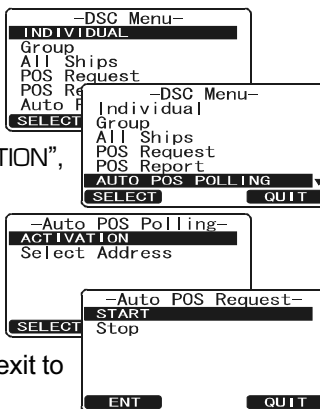 –DSC Menu–
INDIVIDUAL
Group
All Ships
POS Request
POS Re
Auto
SELECT
–DSC Menu–
Individual
Group
All Ships
POS Request
POS Report
AUTO POS POLLING
SELECT QUIT
TION”,
–Auto POS Polling–
ACTIVATION
Select Address
SELECT
–Auto POS Request–
START
Stop
ENT QUIT
exit to